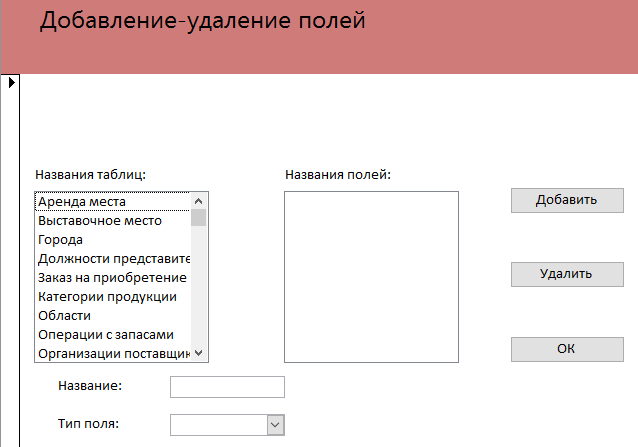 Добавление-удаление полей
Названия таблиц:
Названия полей:
Аренда места
Выставочное место
Города
Должности представите
Заказ на приобретение
Категории продукции
Области
Операции с запасами
Организации поставщик
Добавить
Удалить
ОК
Название:
Тип поля: